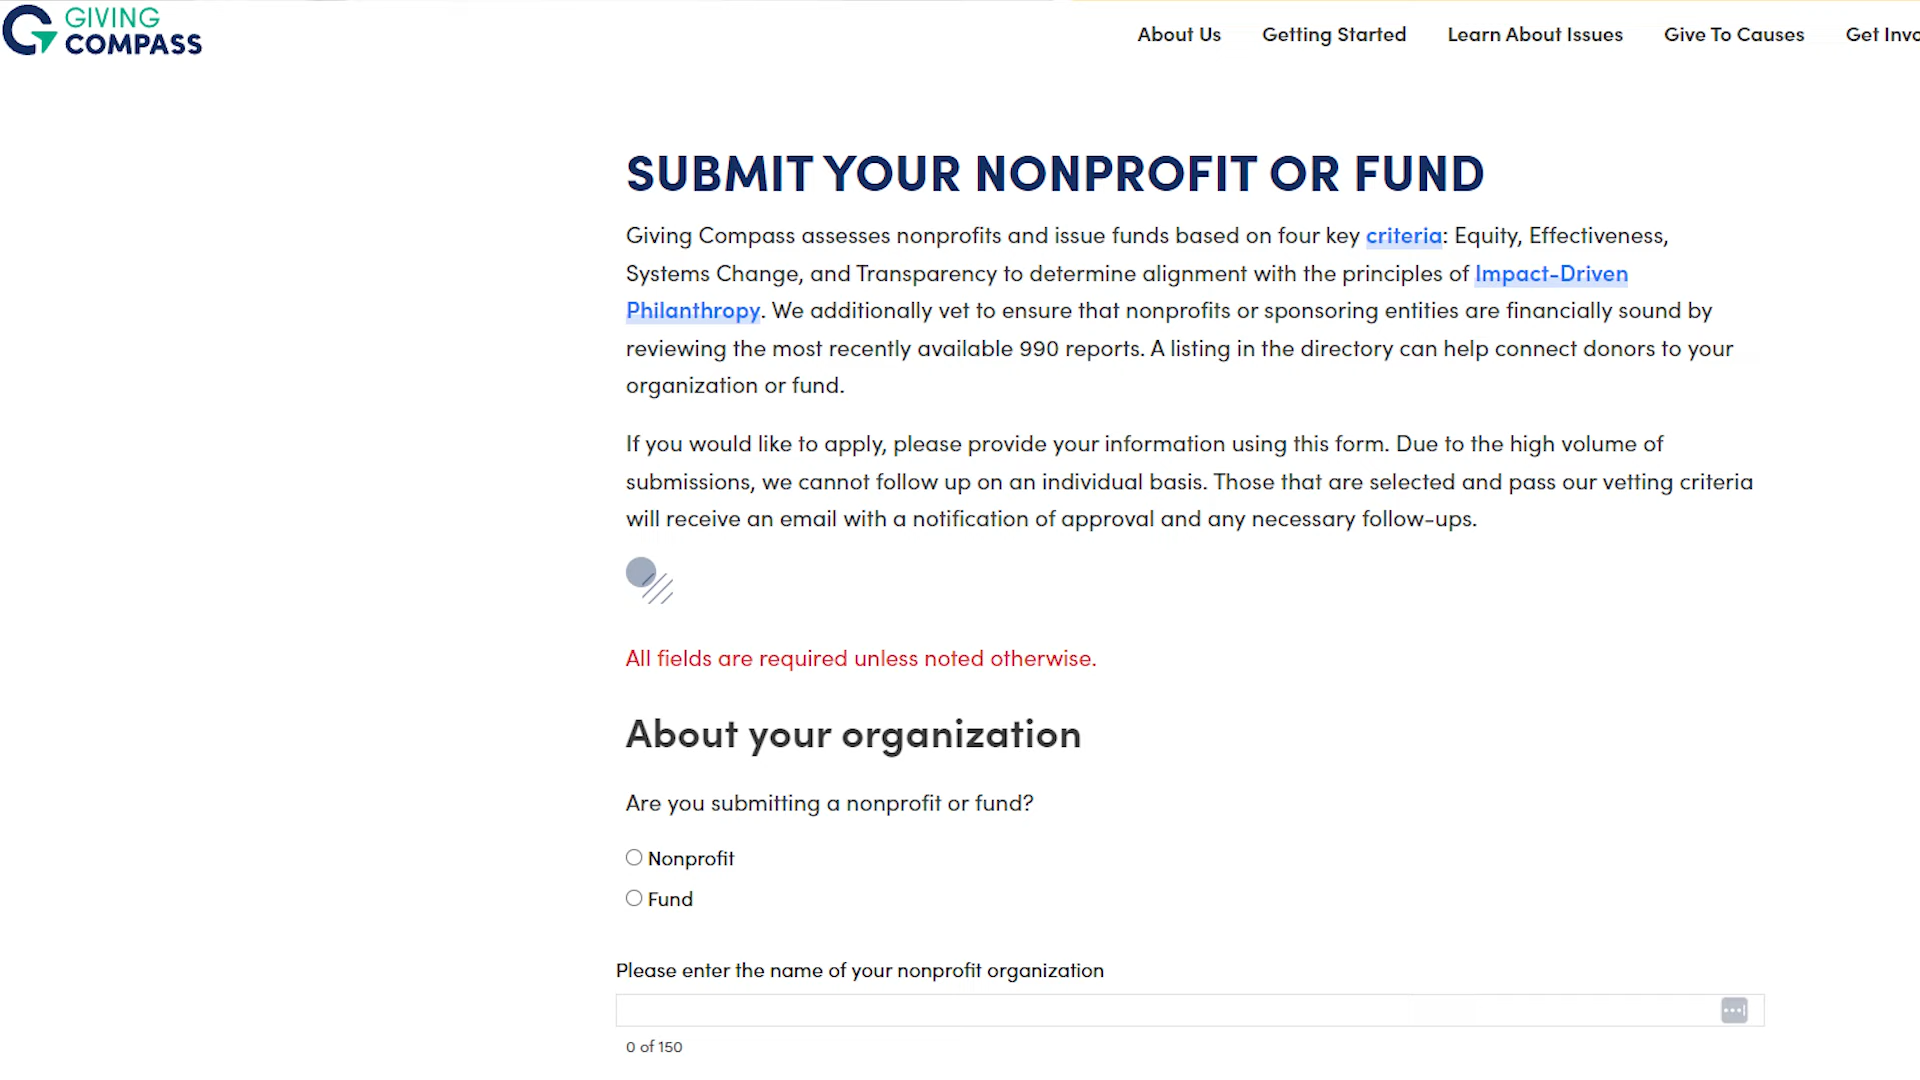 GIVING
COMPASS
About Us Getting Started Learn About Issues Give To Causes Get Invo
SUBMIT YOUR NONPROFIT OR FUND
Giving Compass assesses nonprofits and issue funds based on four key criteria: Equity, Effectiveness,
Systems Change, and Transparency to determine alignment with the principles of Impact-Driven
Philanthropy. We additionally vet to ensure that nonprofits or sponsoring entities are financially sound by
reviewing the most recently available 990 reports. A listing in the directory can help connect donors to your
organization or fund.
If you would like to apply, please provide your information using this form. Due to the high volume of
submissions, we cannot follow up on an individual basis. Those that are selected and pass our vetting criteria
will receive an email with a notification of approval and any necessary follow-ups.
All fields are required unless noted otherwise.
About your organization
Are you submitting a nonprofit or fund?
Nonprofit
Fund
Please enter the name of your nonprofit organization
0 of 150